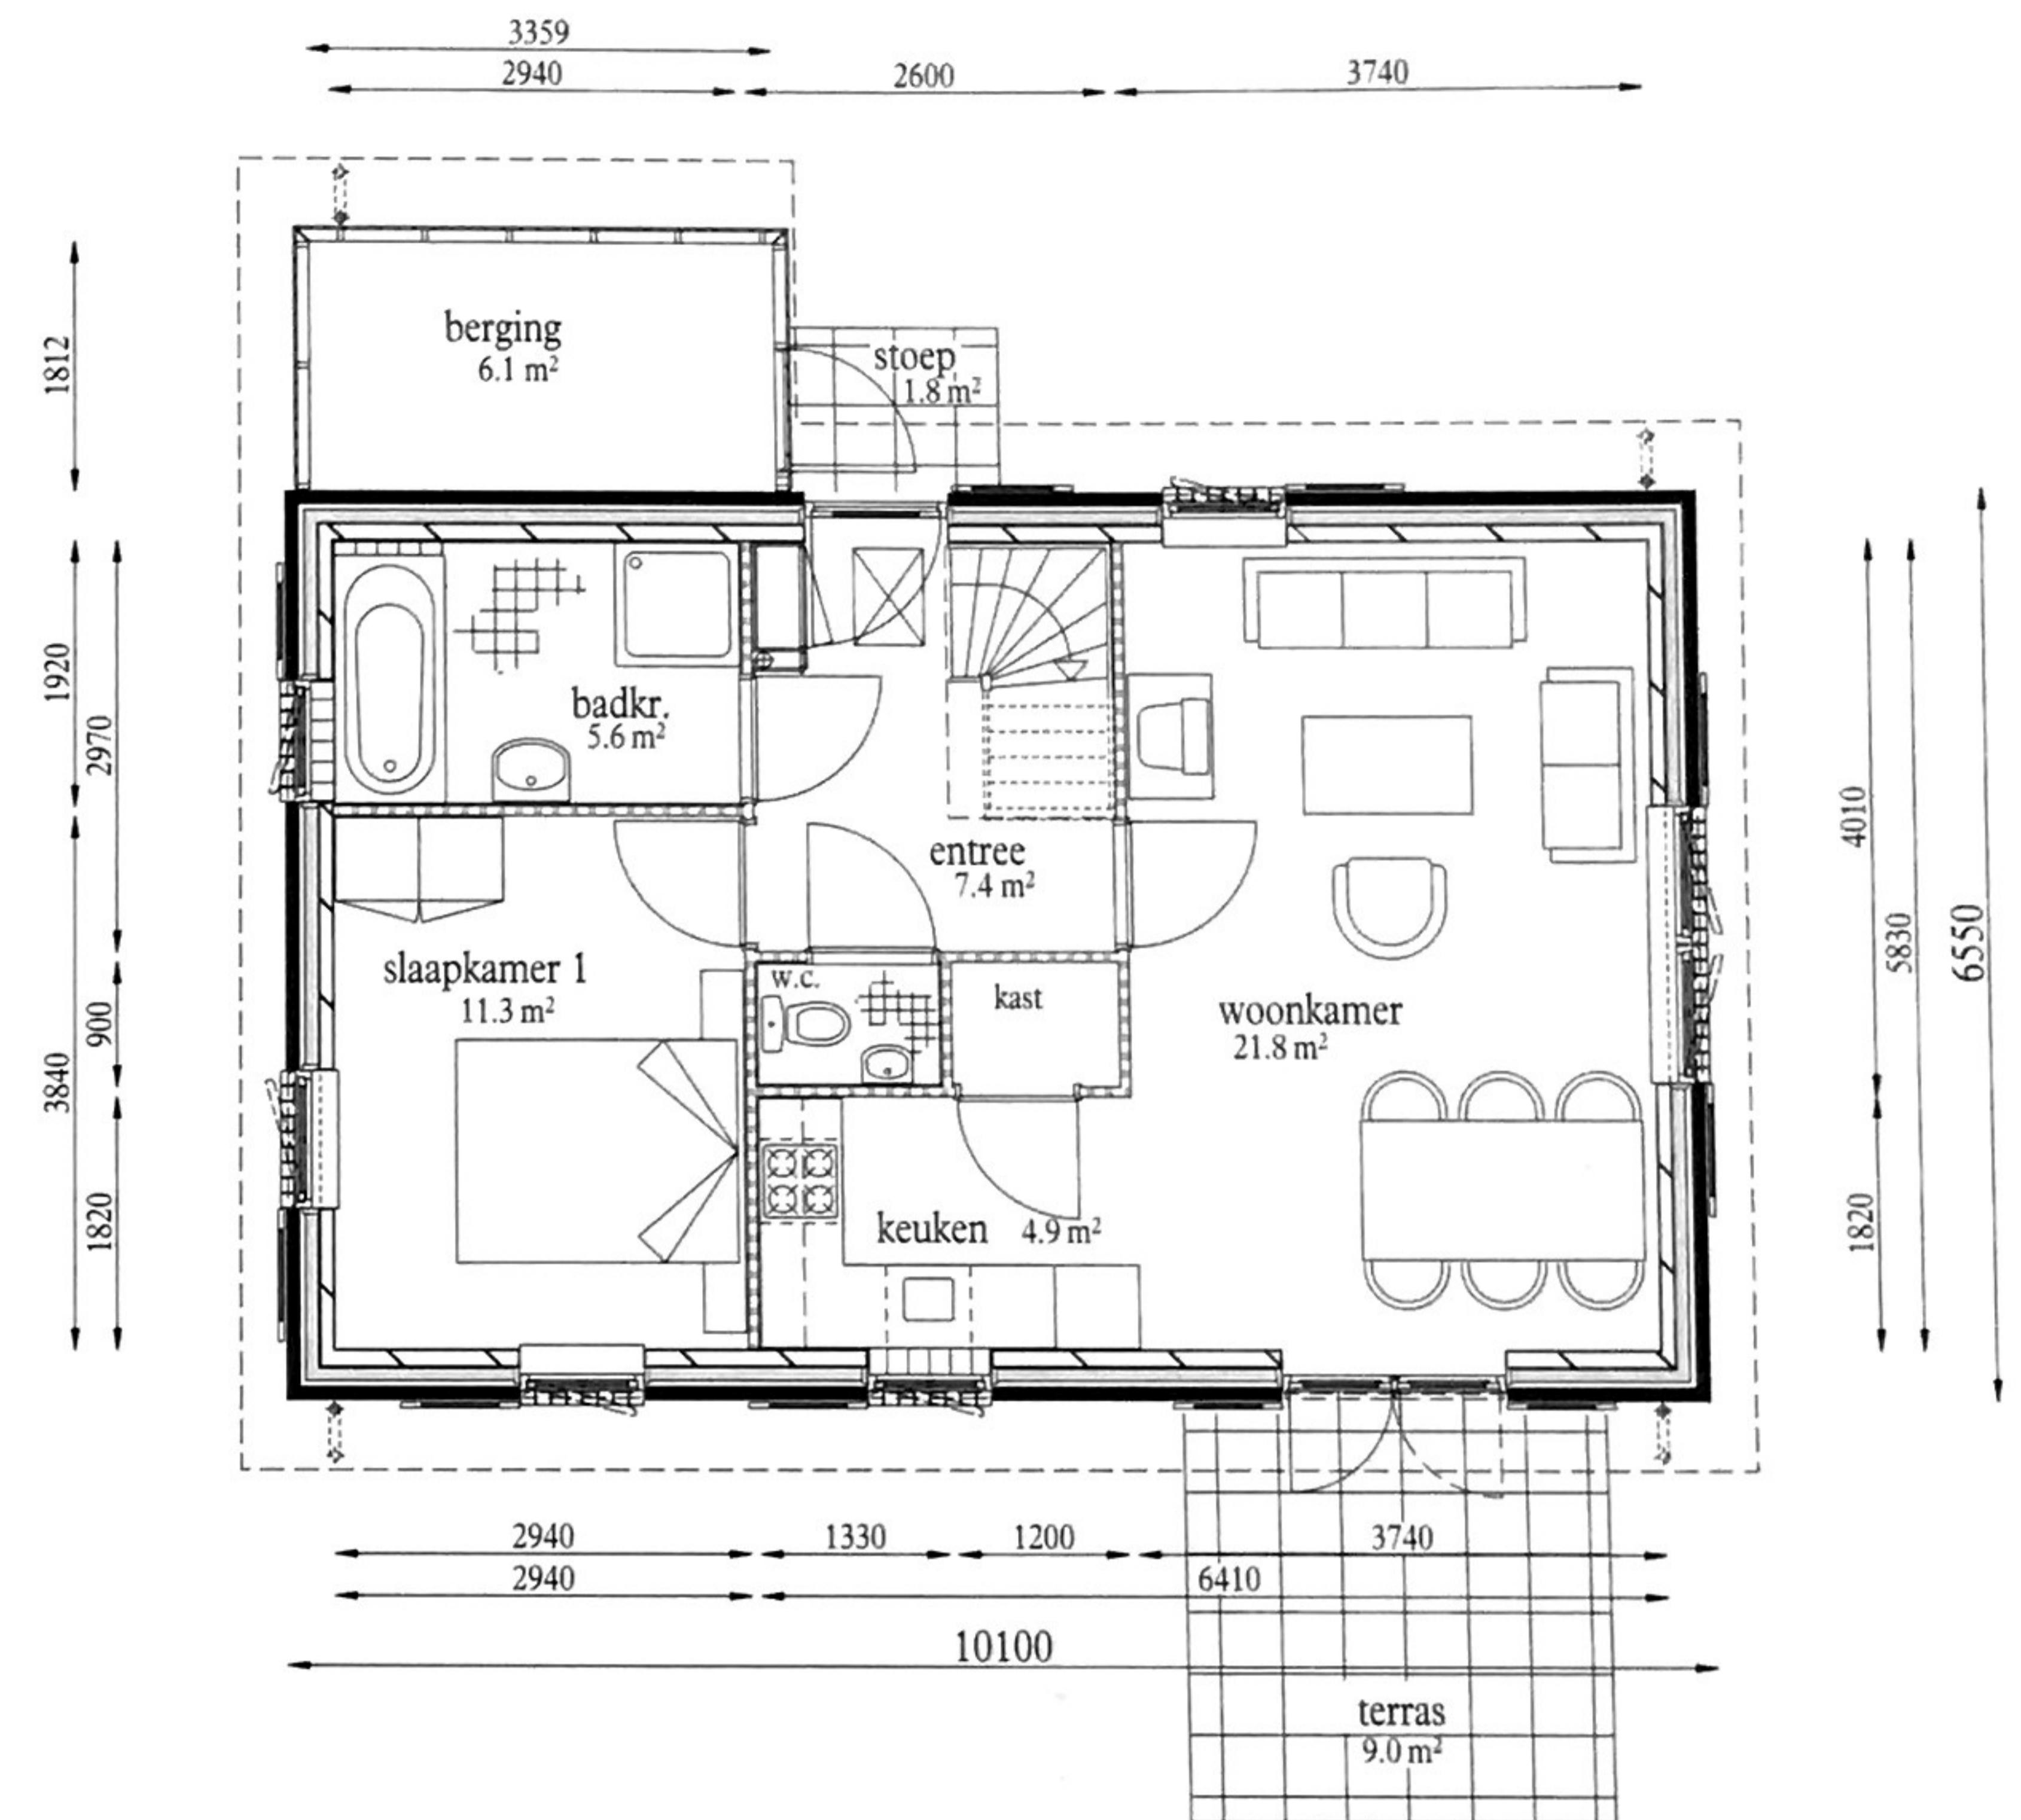 3359
2940
2600
3740
berging
6.1 m²
stoep
1.8 m²
1812
1920
2970
badkr.
5.6 m²
entree
7.4 m²
4010
5830
6550
slaapkamer 1
11.3 m²
w.c.
kast
woonkamer
21.8 m²
900
3840
1820
keuken 4.9 m²
1820
2940
1330
1200
3740
2940
6410
10100
terras
9.0 m²